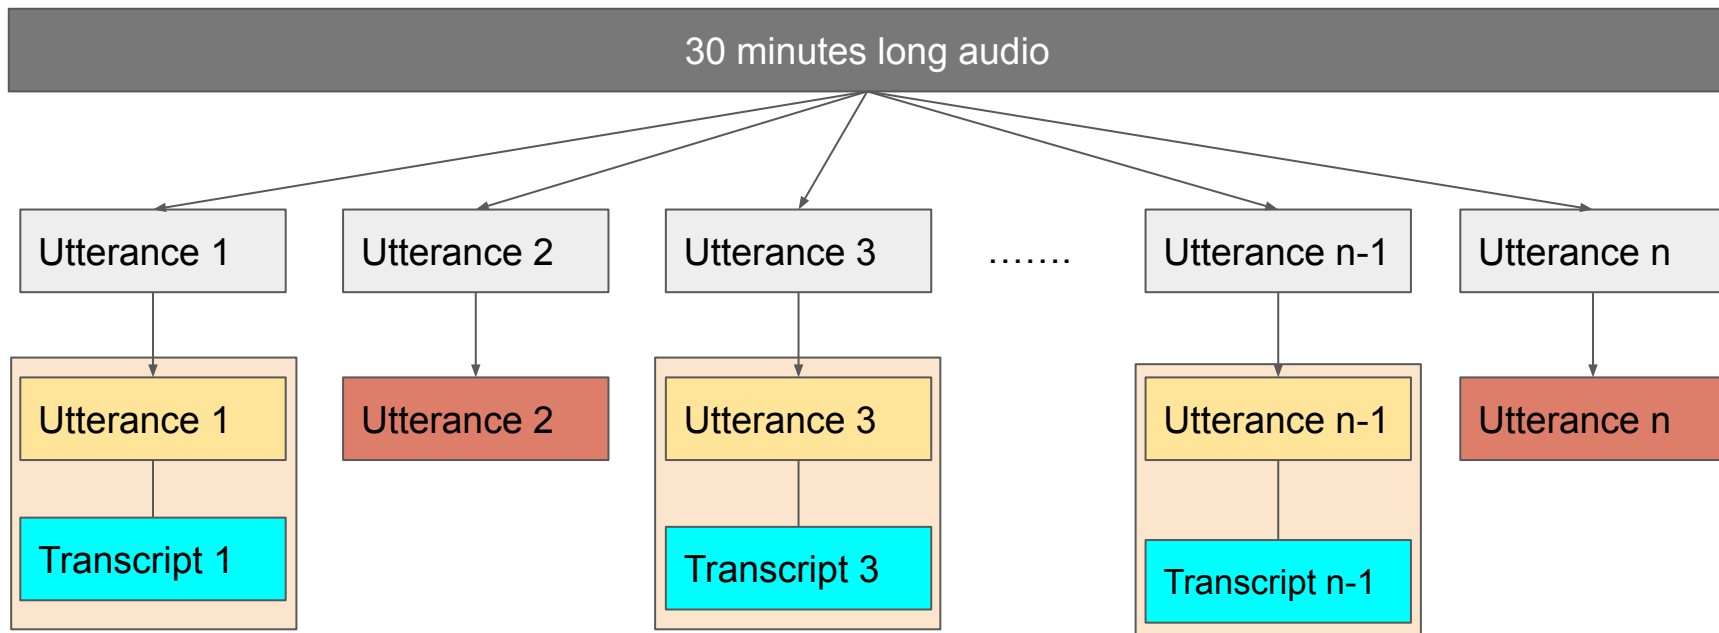 30 minutes long audio
Utterance 1
Utterance 2
Utterance 3
.......
Utterance n-1
Utterance n
Utterance 1
Utterance 2
Utterance 3
Utterance n-1
Utterance n
Transcript 1
Transcript 3
Transcript n-1